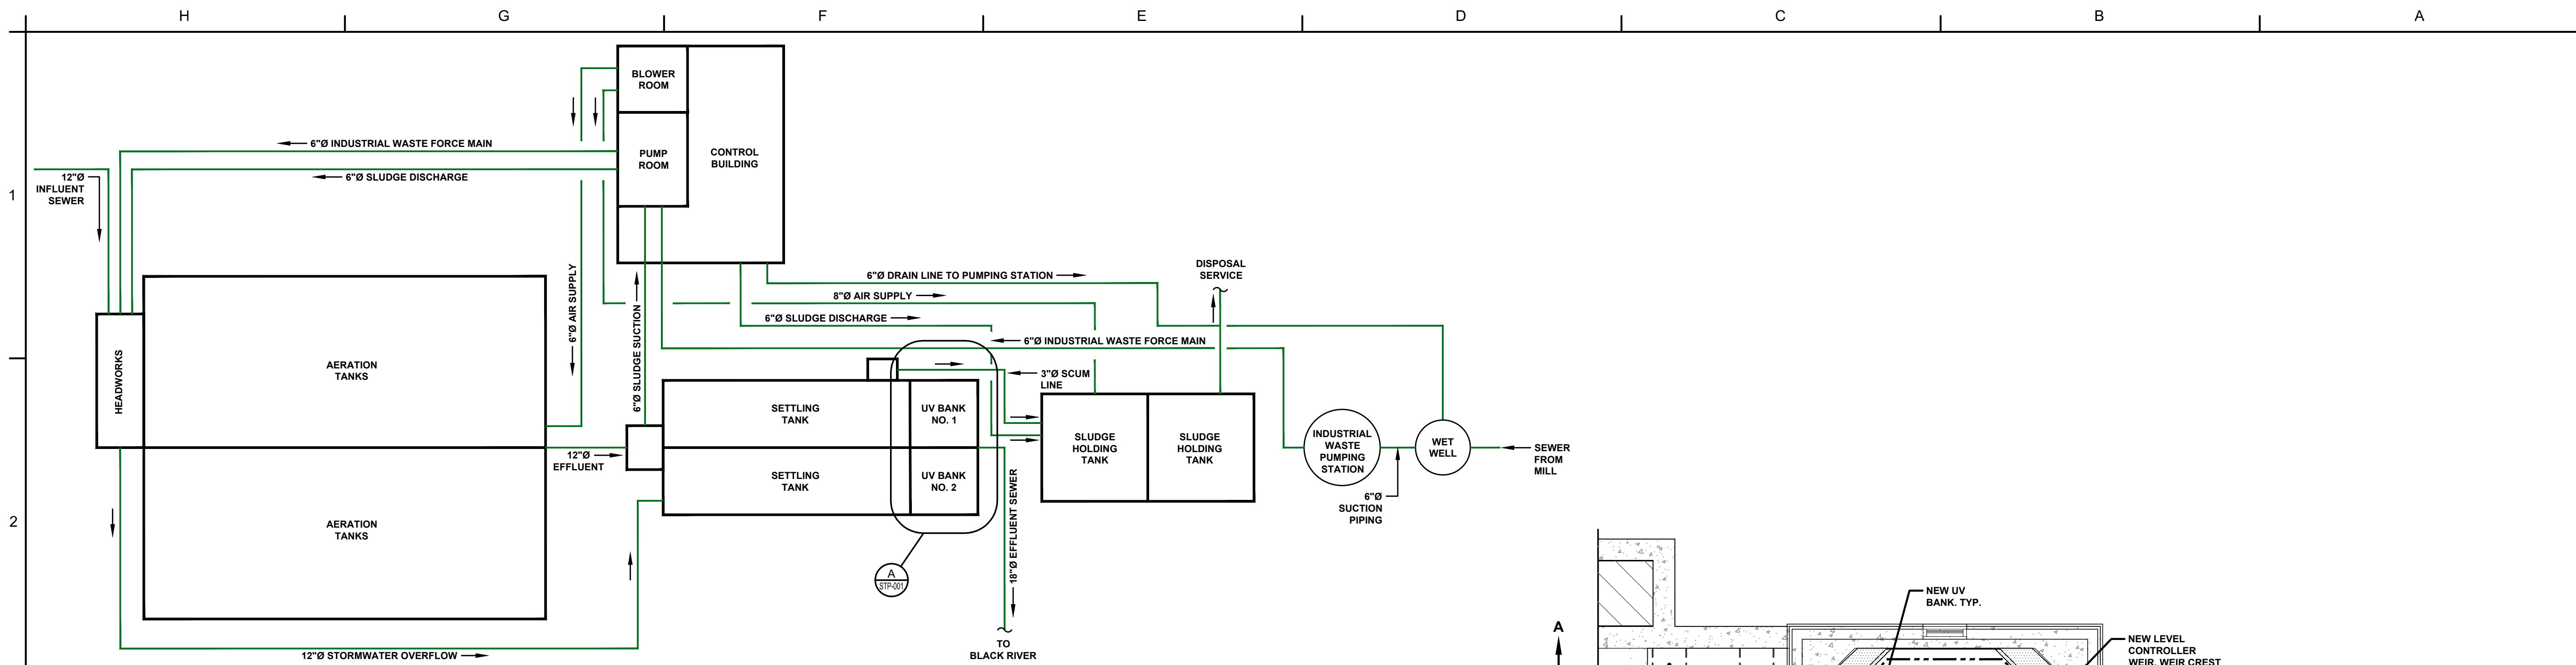 H
G
F
E
D
C
B
A
1
2
BLOWER
ROOM
PUMP
ROOM
CONTROL
BUILDING
6"Ø INDUSTRIAL WASTE FORCE MAIN
6"Ø SLUDGE DISCHARGE
12"Ø
INFLUENT
SEWER
HEADWORKS
AERATION
TANKS
AERATION
TANKS
6"Ø AIR SUPPLY
6"Ø SLUDGE SUCTION
12"Ø
EFFLUENT
12"Ø STORMWATER OVERFLOW
6"Ø DRAIN LINE TO PUMPING STATION
8"Ø AIR SUPPLY
6"Ø SLUDGE DISCHARGE
6"Ø INDUSTRIAL WASTE FORCE MAIN
DISPOSAL
SERVICE
3"Ø SCUM
LINE
SETTLING
TANK
UV BANK
NO. 1
SETTLING
TANK
UV BANK
NO. 2
A
STP-001
18"Ø EFFLUENT SEWER
TO
BLACK RIVER
SLUDGE
HOLDING
TANK
SLUDGE
HOLDING
TANK
INDUSTRIAL
WASTE
PUMPING
STATION
WET
WELL
6"Ø
SUCTION
PIPING
SEWER
FROM
MILL
A
NEW UV
BANK. TYP.
NEW LEVEL
CONTROLLER
WEIR. WEIR CREST